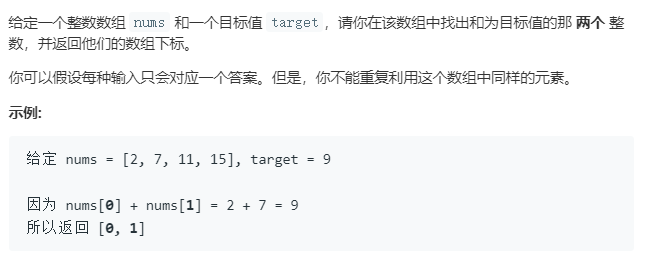 给定一个整数数组 nums 和一个目标值 target，请你在该数组中找出和为目标值的那 两个 整
数，并返回他们的数组下标。
你可以假设每种输入只会对应一个答案。但是，你不能重复利用这个数组中同样的元素。
示例:
给定 nums = [2, 7, 11, 15], target = 9
因为 nums[0] + nums[1] = 2 + 7 = 9
所以返回 [0, 1]